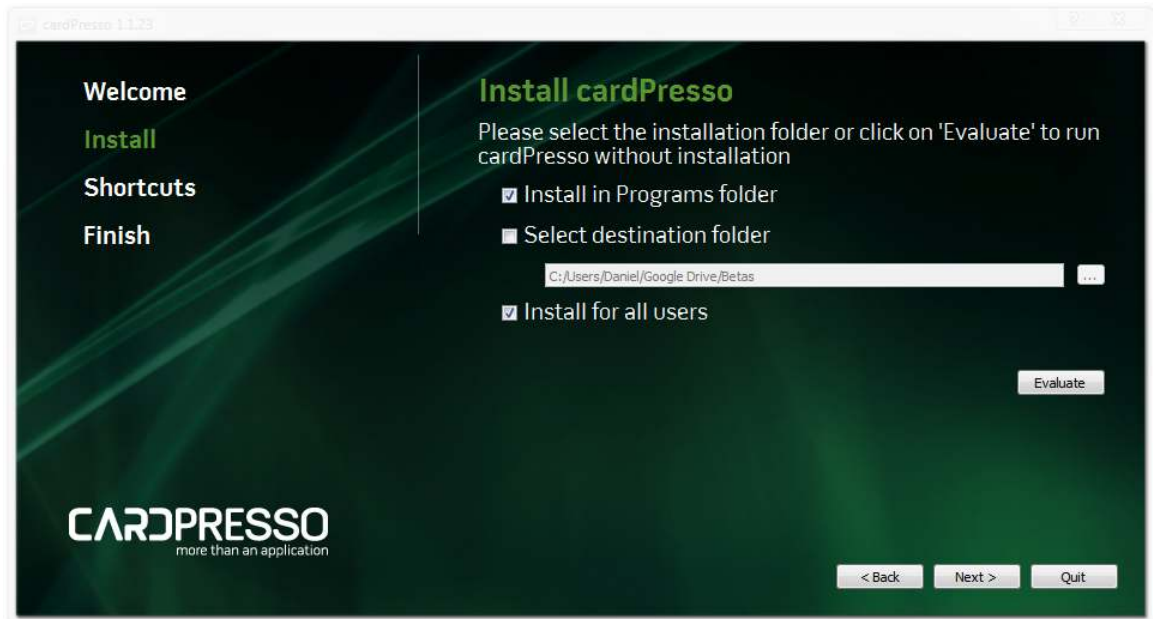 cardPresso 1.1.23
Welcome
Install
Shortcuts
Finish
Install cardPresso
Please select the installation folder or click on 'Evaluate' to run
cardPresso without installation
Install in Programs folder
Select destination folder
C:/Users/Daniel/Google Drive/Betas
...
Install for all users
Evaluate
CARDPRESSO
more than an application
< Back
Next >
Quit